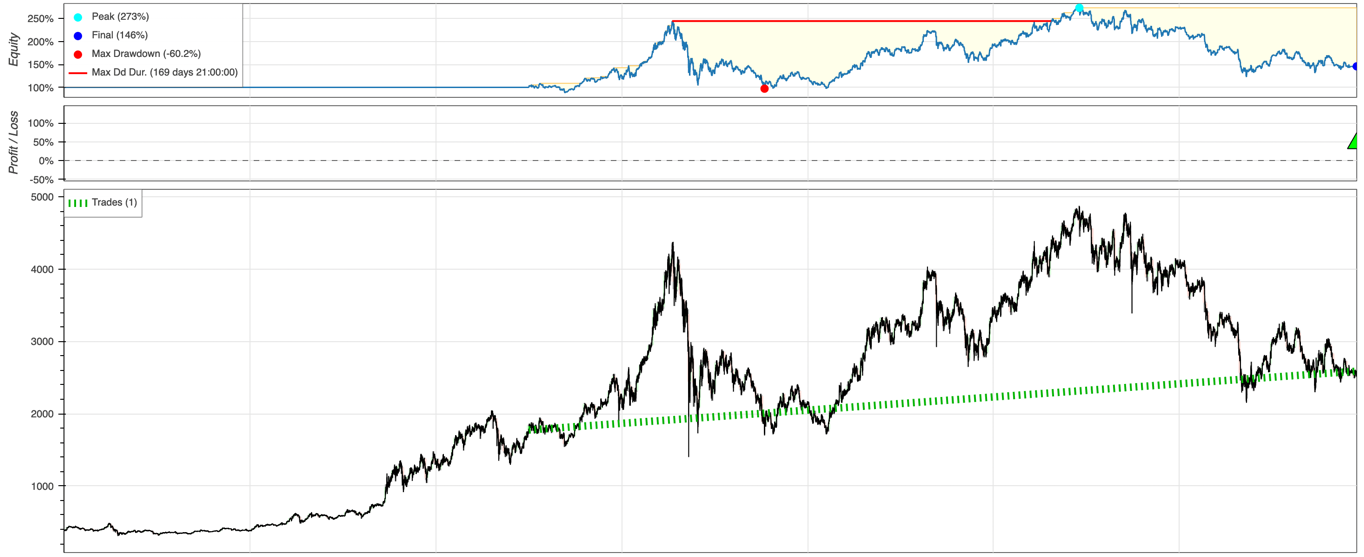 Peak (273%)
Final (146%)
Max Drawdown (-60.2%)
Max Dd Dur. (169 days 21:00:00)
Equity
250%
200%
150%
100%
Profit / Loss
100%
50%
0%
-50%
Trades (1)
5000
4000
3000
2000
1000